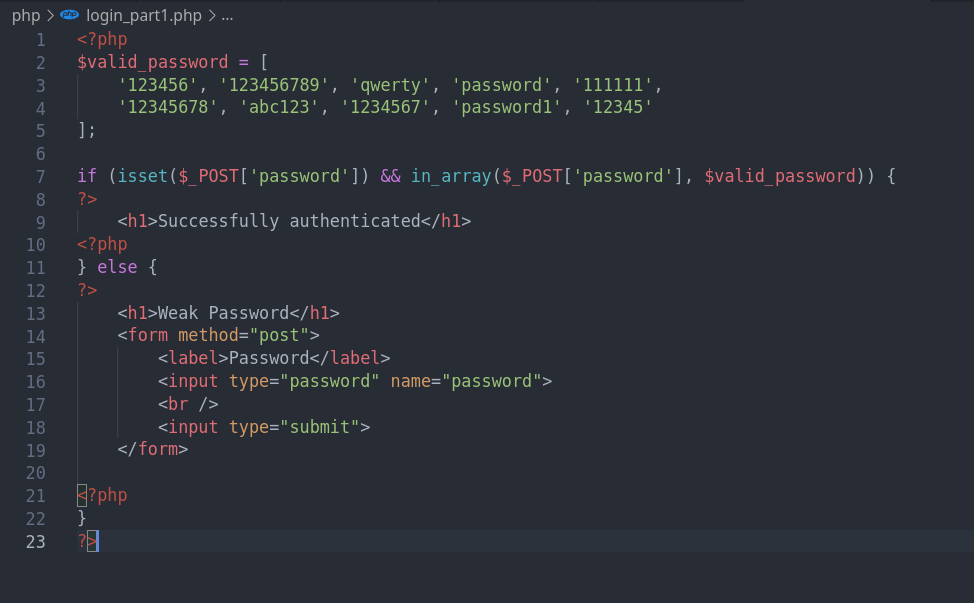 php > php login_part1.php > ...
1 <?php
2 $valid_password = [
3     '123456', '123456789', 'qwerty', 'password', '111111',
4     '12345678', 'abc123', '1234567', 'password1', '12345'
5 ];
6
7 if (isset($_POST['password']) && in_array($_POST['password'], $valid_password)) {
8 ?>
9     <h1>Successfully authenticated</h1>
10 <?php
11 } else {
12 ?>
13     <h1>Weak Password</h1>
14     <form method="post">
15         <label>Password</label>
16         <input type="password" name="password">
17         <br />
18         <input type="submit">
19     </form>
20
21 <?php
22 }
23 ?>